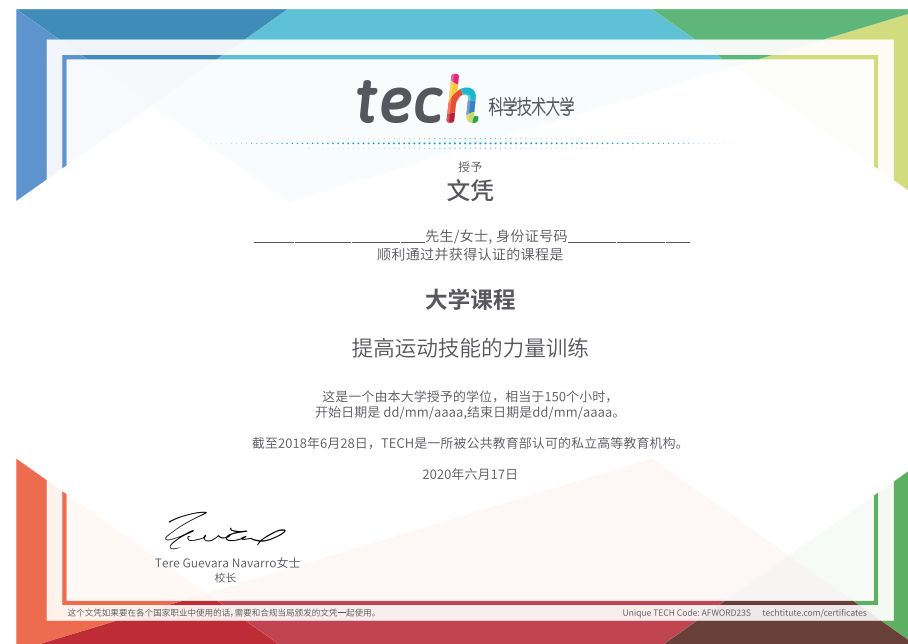 tech 科学技术大学
授予
文凭
________________________先生/女士, 身份证号码_________________
顺利通过并获得认证的课程是
大学课程
提高运动技能的力量训练
这是一个由本大学授予的学位，相当于150个小时，
开始日期是 dd/mm/aaaa,结束日期是dd/mm/aaaa。
截至2018年6月28日，TECH是一所被公共教育部认可的私立高等教育机构。
2020年六月17日
Tere Guevara Navarro女士
校长
这个文凭如果要在各个国家职业中使用的话,需要和合规当局颁发的文凭一起使用。
Unique TECH Code: AFWORD23S techtitute.com/certificates